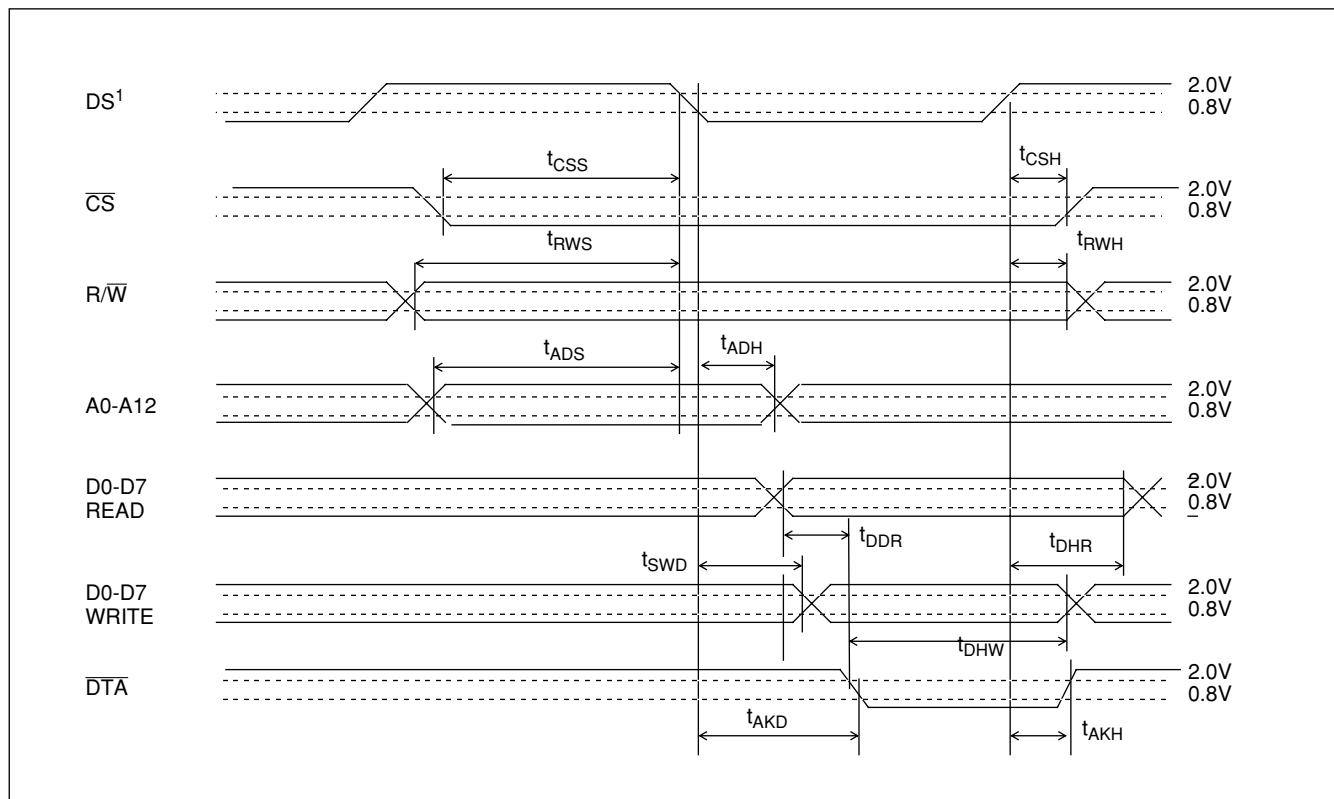 DS¹ 2.0V
0.8V
tCSS tCSH
C̅S̅ 2.0V
0.8V
tRWS tRWH
R/W̅ 2.0V
0.8V
tADS tADH
A0-A12 2.0V
0.8V
D0-D7 2.0V
READ 0.8V
tDDR tDHR
tSWD
D0-D7 2.0V
WRITE 0.8V
tDHW
D̅T̅A̅ 2.0V
0.8V
tAKD tAKH